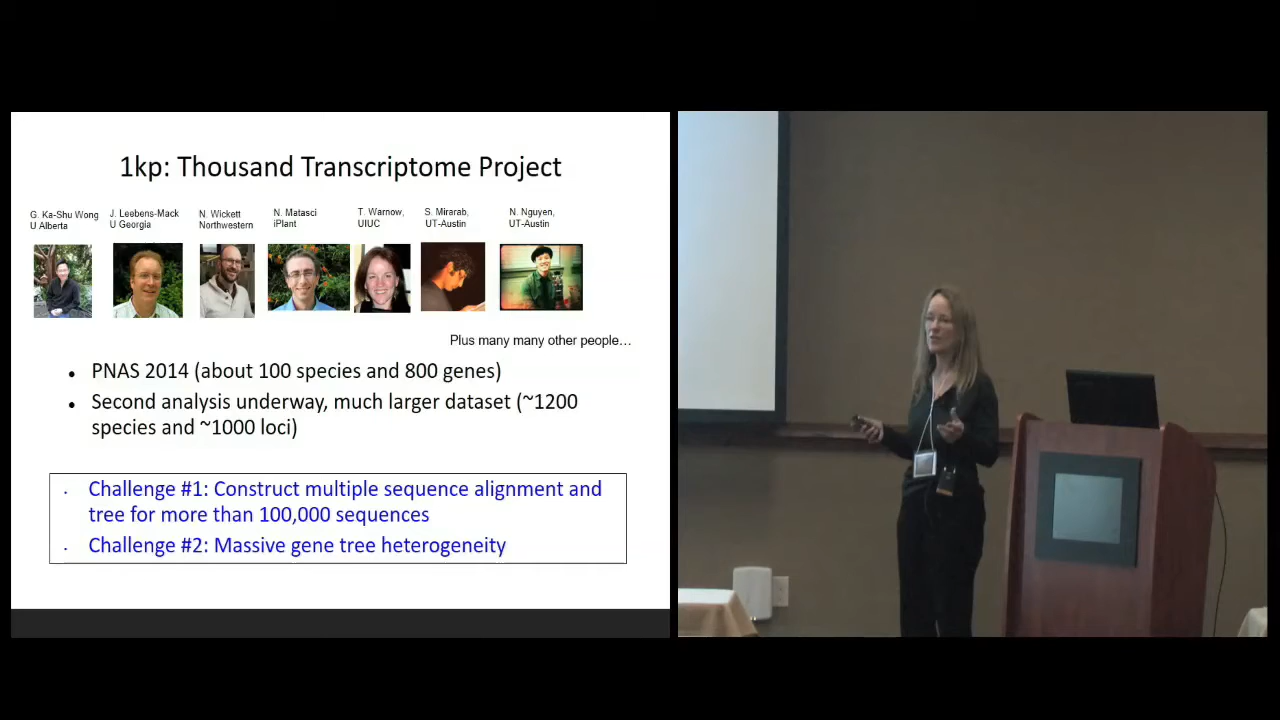 1kp: Thousand Transcriptome Project
G. Ka-Shu Wong
U Alberta
J. Leebens-Mack
U Georgia
N. Wickett
Northwestern
N. Matasci
iPlant
T. Warnow,
UIUC
S. Mirarab,
UT-Austin
N. Nguyen,
UT-Austin
Plus many many other people…
• PNAS 2014 (about 100 species and 800 genes)
• Second analysis underway, much larger dataset (~1200
species and ~1000 loci)
· Challenge #1: Construct multiple sequence alignment and
tree for more than 100,000 sequences
· Challenge #2: Massive gene tree heterogeneity